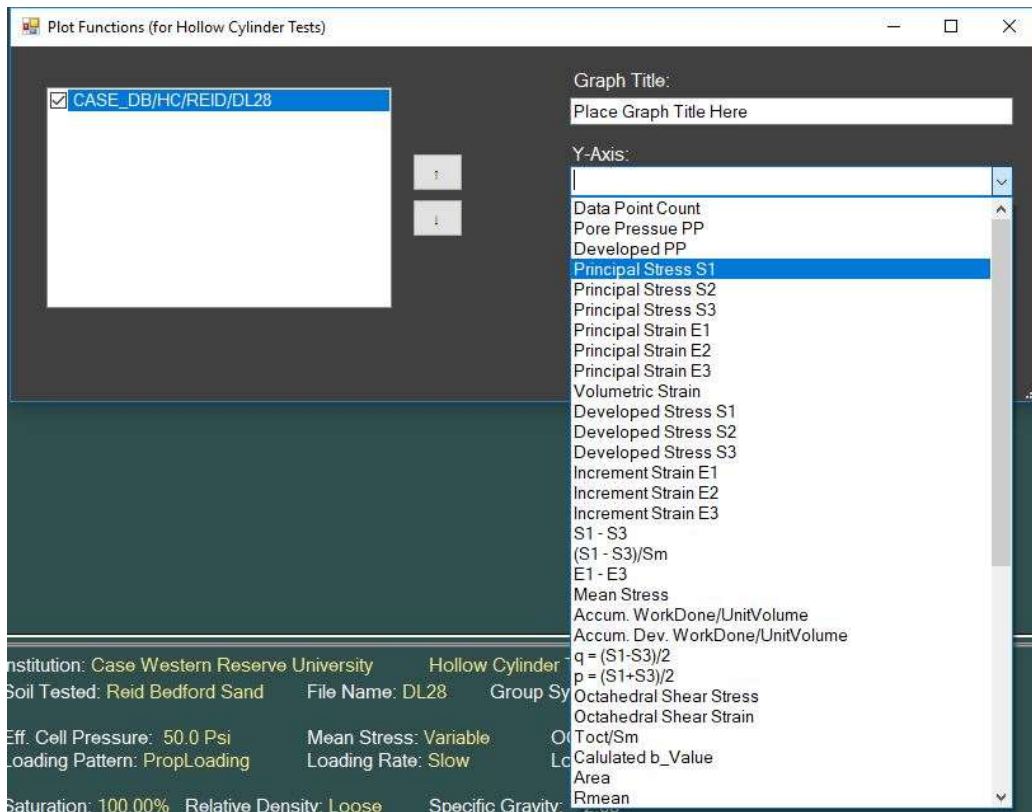 Plot Functions (for Hollow Cylinder Tests)
CASE_DB/HC/REID/DL28
↑
↓
Graph Title:
Place Graph Title Here
Y-Axis:
Data Point Count
Pore Pressue PP
Developed PP
Principal Stress S1
Principal Stress S2
Principal Stress S3
Principal Strain E1
Principal Strain E2
Principal Strain E3
Volumetric Strain
Developed Stress S1
Developed Stress S2
Developed Stress S3
Increment Strain E1
Increment Strain E2
Increment Strain E3
S1 - S3
(S1 - S3)/Sm
E1 - E3
Mean Stress
Accum. WorkDone/UnitVolume
Accum. Dev. WorkDone/UnitVolume
q = (S1-S3)/2
p = (S1+S3)/2
Octahedral Shear Stress
Octahedral Shear Strain
Toct/Sm
Calulated b_Value
Area
Rmean
nstitution: Case Western Reserve University Hollow Cylinder
Soil Tested: Reid Bedford Sand File Name: DL28 Group Sy
Eff. Cell Pressure: 50.0 Psi Mean Stress: Variable
Loading Pattern: PropLoading Loading Rate: Slow
Saturation: 100.00% Relative Density: Loose Specific Gravity: